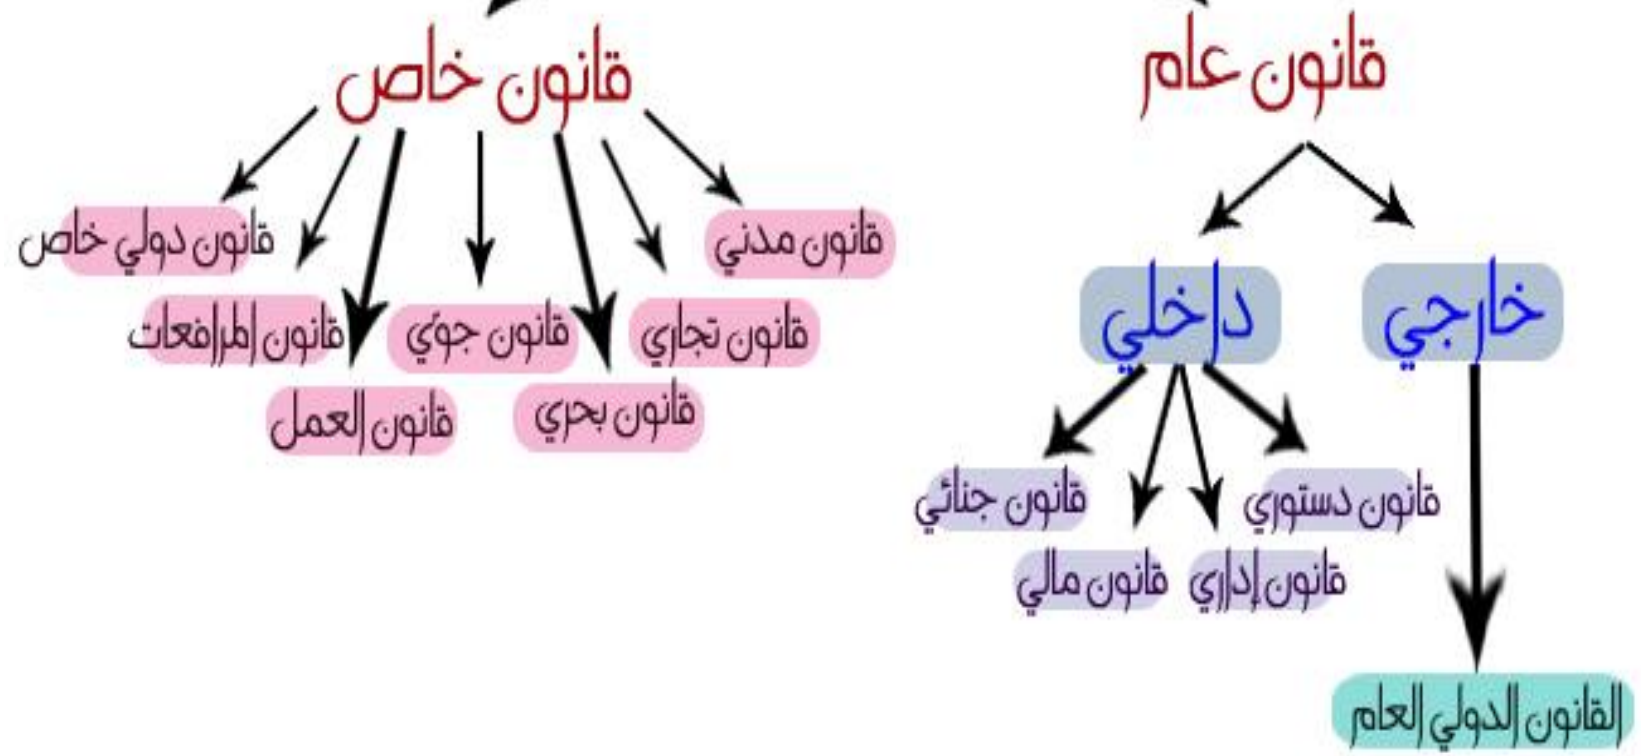 قانون عام
قانون خاص
خارجي
داخلي
قانون دستوري
قانون إداري
قانون مالي
قانون جنائي
القانون الدولي العام
قانون مدني
قانون تجاري
قانون بحري
قانون جوّي
قانون العمل
قانون المرافعات
قانون دولي خاص